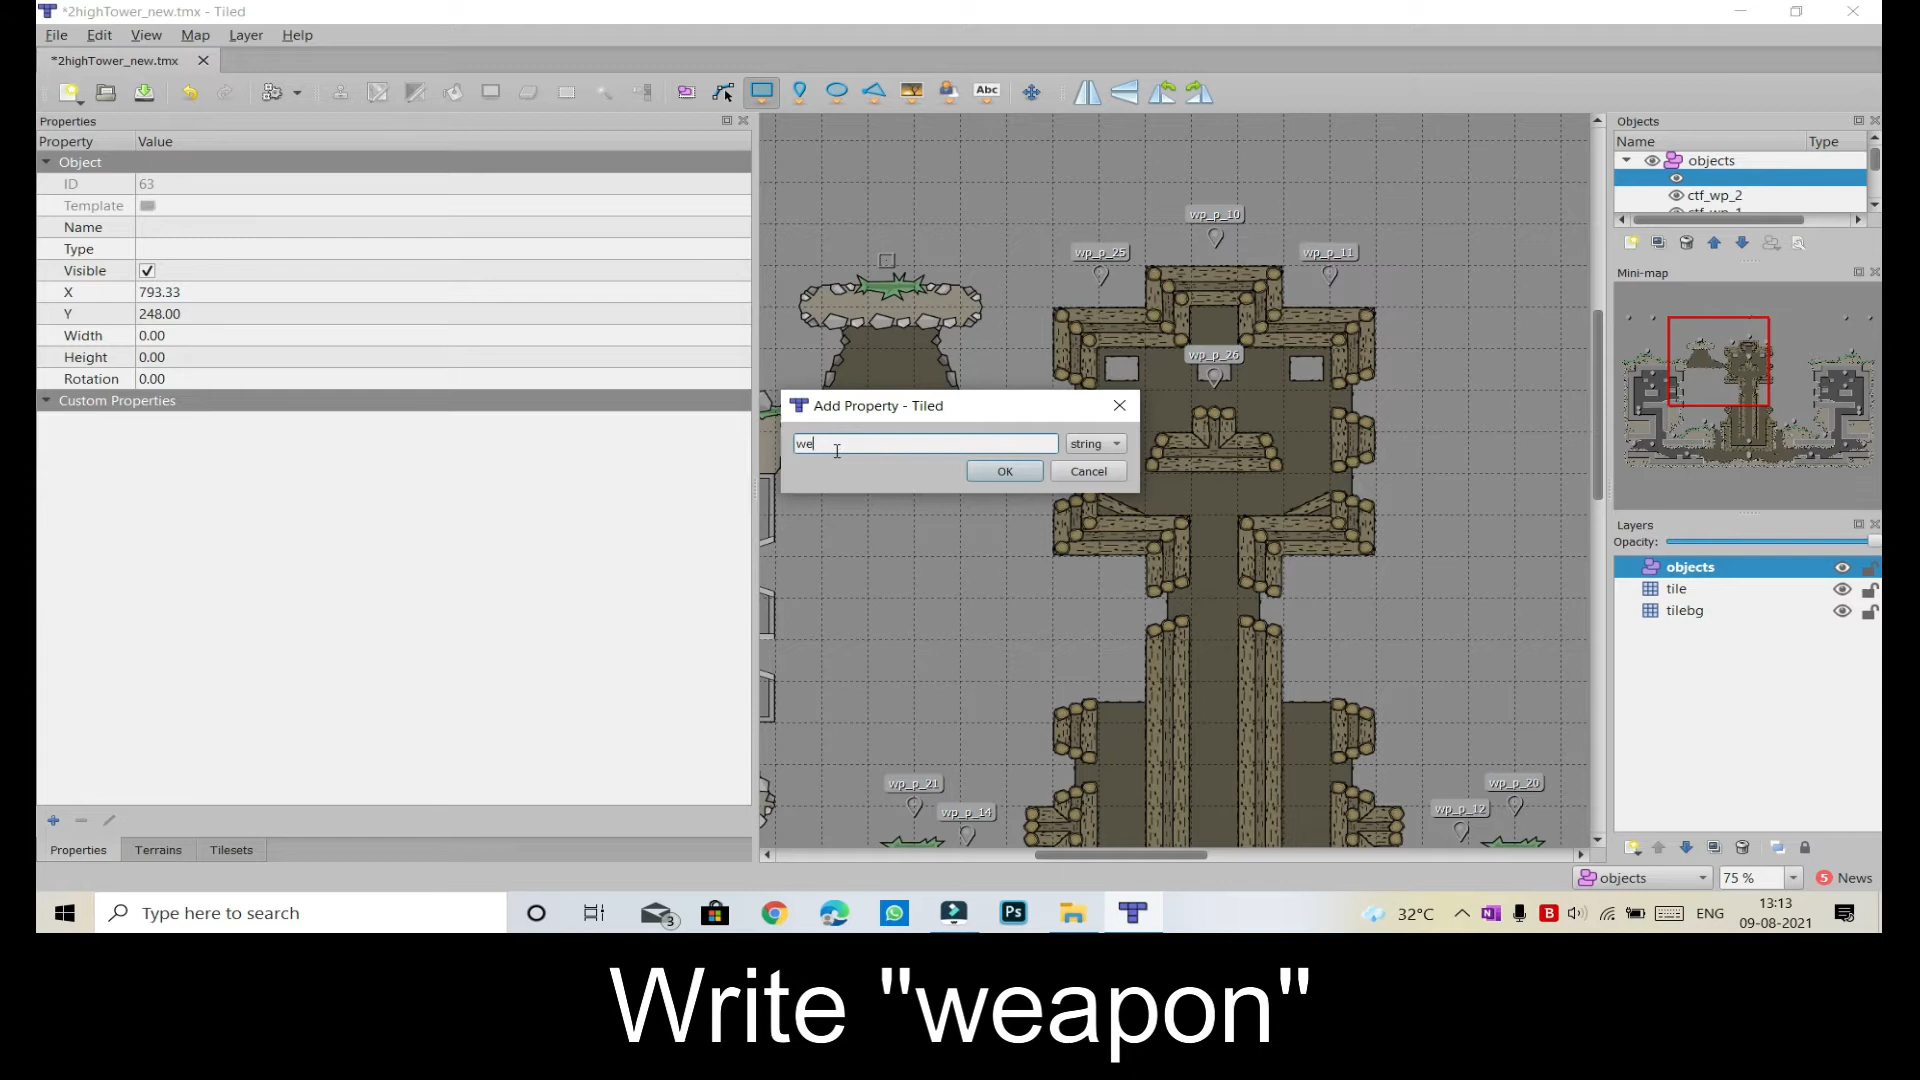 *2highTower_new.tmx - Tiled
File Edit View Map Layer Help
*2highTower_new.tmx
Abc
Properties
Property Value
Object
ID 63
Template
Name
Type
Visible
X 793.33
Y 248.00
Width 0.00
Height 0.00
Rotation 0.00
Custom Properties
Properties Terrains Tilesets
wp_p_10
wp_p_25
wp_p_11
wp_p_26
Add Property - Tiled
we string
OK Cancel
wp_p_21
wp_p_14
wp_p_20
wp_p_12
Objects
Name Type
objects
ctf_wp_2
Mini-map
Layers
Opacity:
objects
tile
tilebg
objects 75 % 5 News
Type here to search
3
Ps
N
B
32°C
ENG
13:13
09-08-2021
Write "weapon"